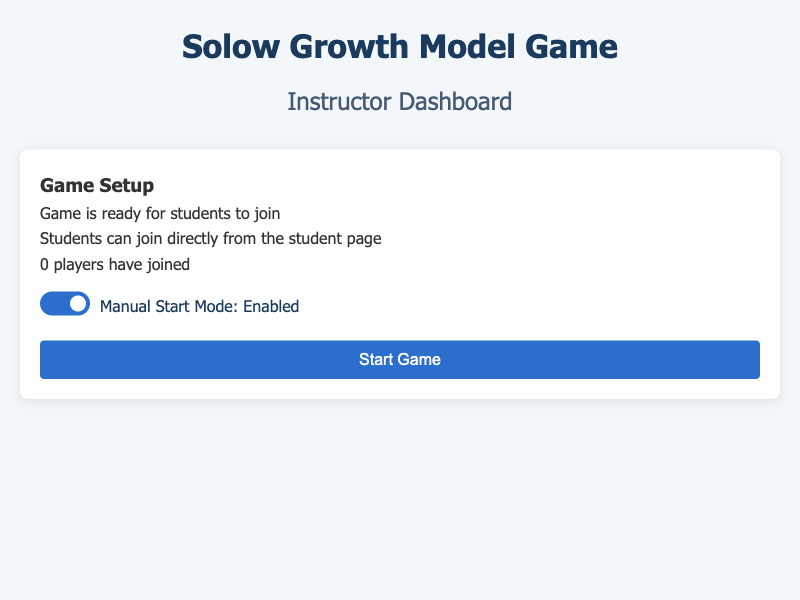 Solow Growth Model Game
Instructor Dashboard
Game Setup
Game is ready for students to join
Students can join directly from the student page
0 players have joined
Manual Start Mode: Enabled
Start Game